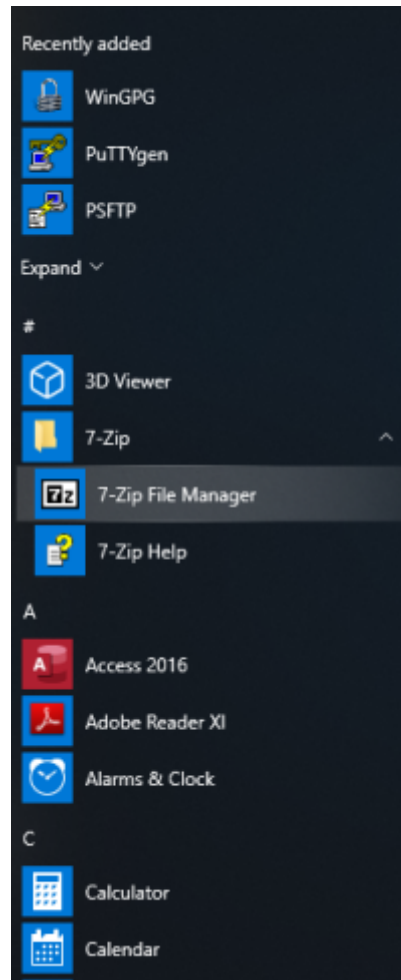 Recently added
WinGPG
PuTTYgen
PSFTP
Expand
#
3D Viewer
7-Zip
7z
7-Zip File Manager
7-Zip Help
A
A
Access 2016
Adobe Reader XI
Alarms & Clock
C
Calculator
Calendar